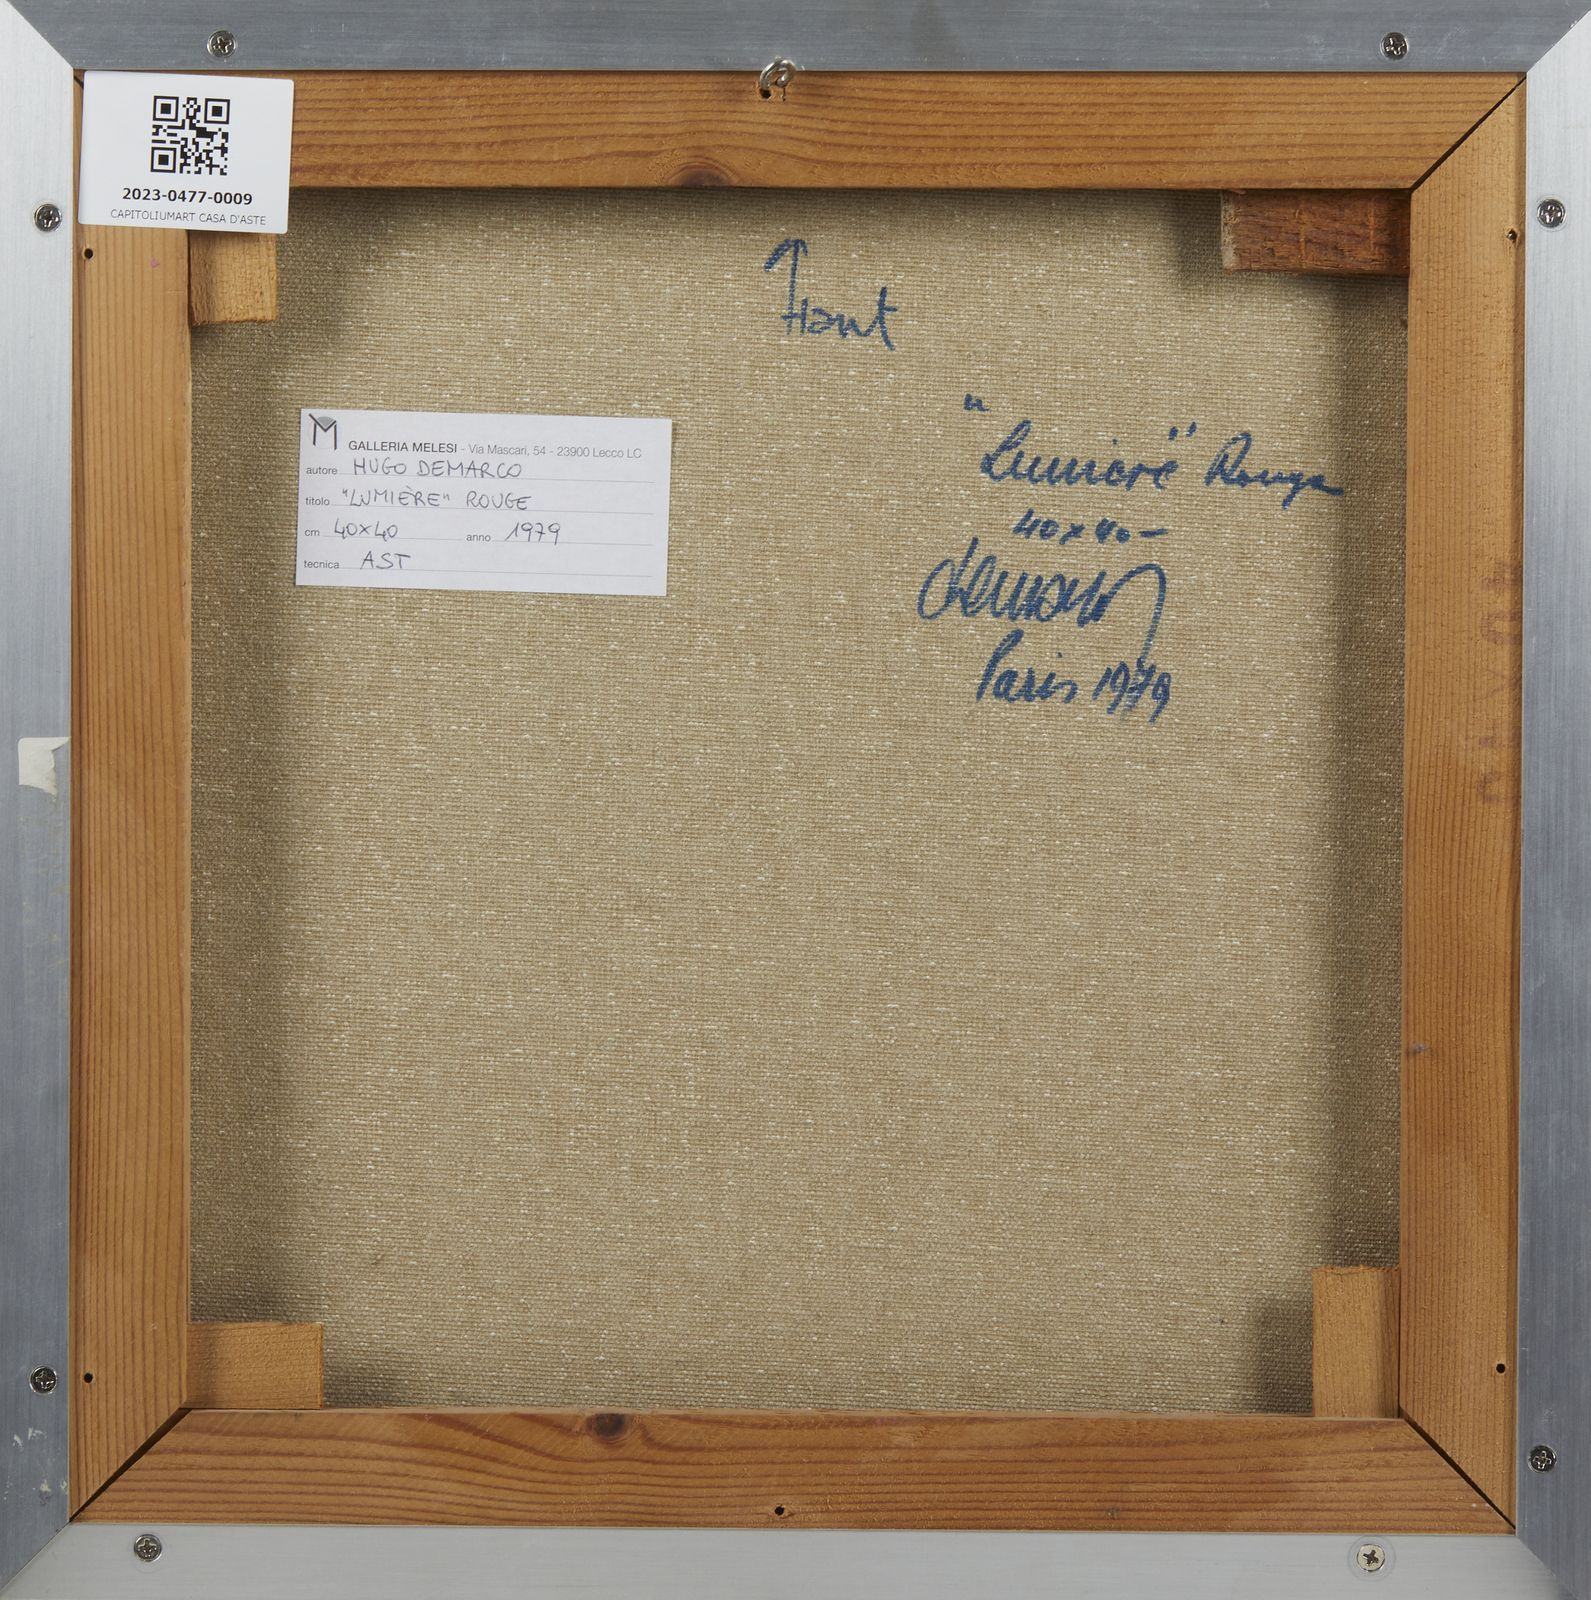 2023-0477-0009
CAPITOLIUMART CASA D'ASTE
Haut
"Lumière" Rouge
40x40-
Demarco
Paris 1979
M
GALLERIA MELESI - Via Mascari, 54 - 23900 Lecco LC
autore HUGO DEMARCO
titolo "LUMIÈRE" ROUGE
cm 40x40 anno 1979
tecnica AST